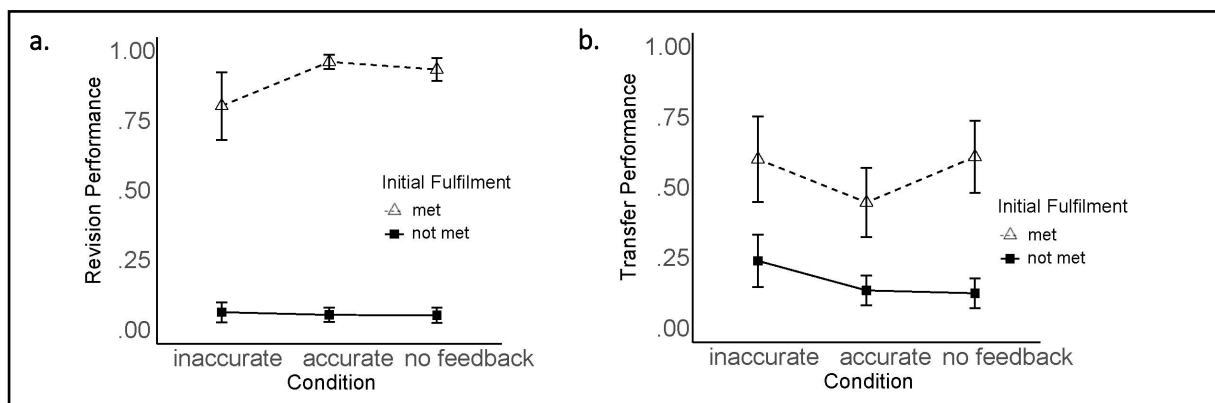 a.
Revision Performance
1.00
.75
.50
.25
.00
Initial Fulfilment
met
not met
inaccurate accurate no feedback
Condition
b.
Transfer Performance
1.00
.75
.50
.25
.00
Initial Fulfilment
met
not met
inaccurate accurate no feedback
Condition